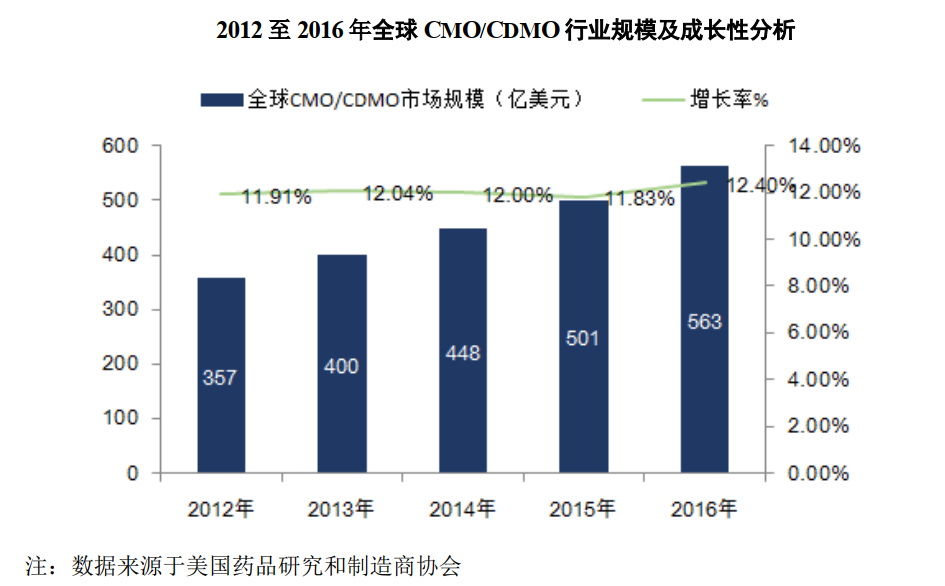 2012 至 2016 年全球 CMO/CDMO 行业规模及成长性分析
全球CMO/CDMO市场规模（亿美元） 增长率%
600 14.00%
500 12.00%
400 10.00%
300 8.00%
200 6.00%
100 4.00%
0 2.00%
0.00%
11.91% 12.04% 12.00% 11.83% 12.40%
357 400 448 501 563
2012年 2013年 2014年 2015年 2016年
注：数据来源于美国药品研究和制造商协会